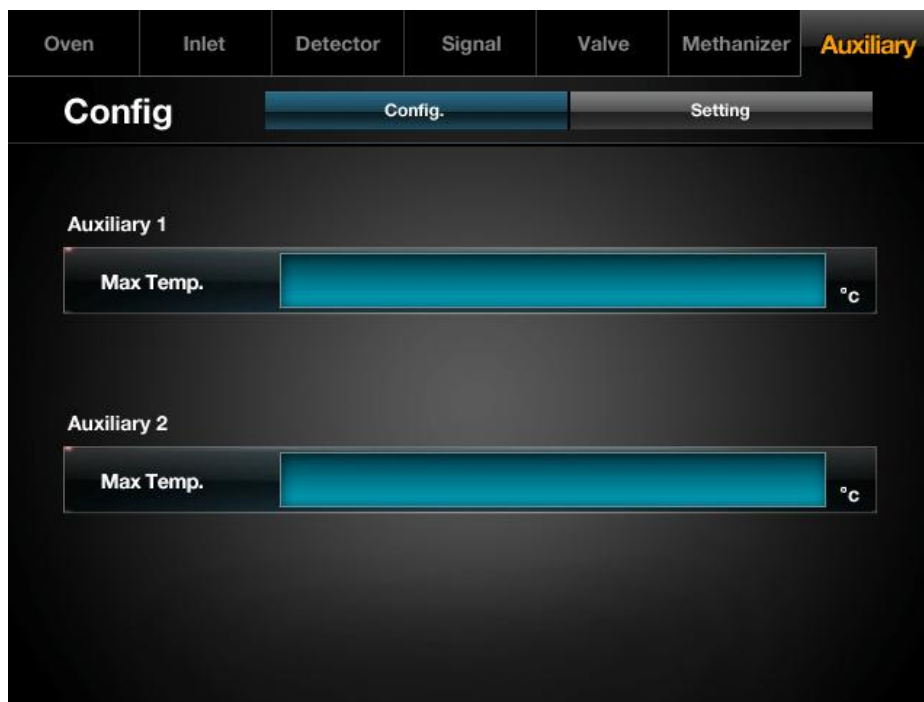 Oven Inlet Detector Signal Valve Methanizer Auxiliary
Config Config. Setting
Auxiliary 1
Max Temp. °c
Auxiliary 2
Max Temp. °c